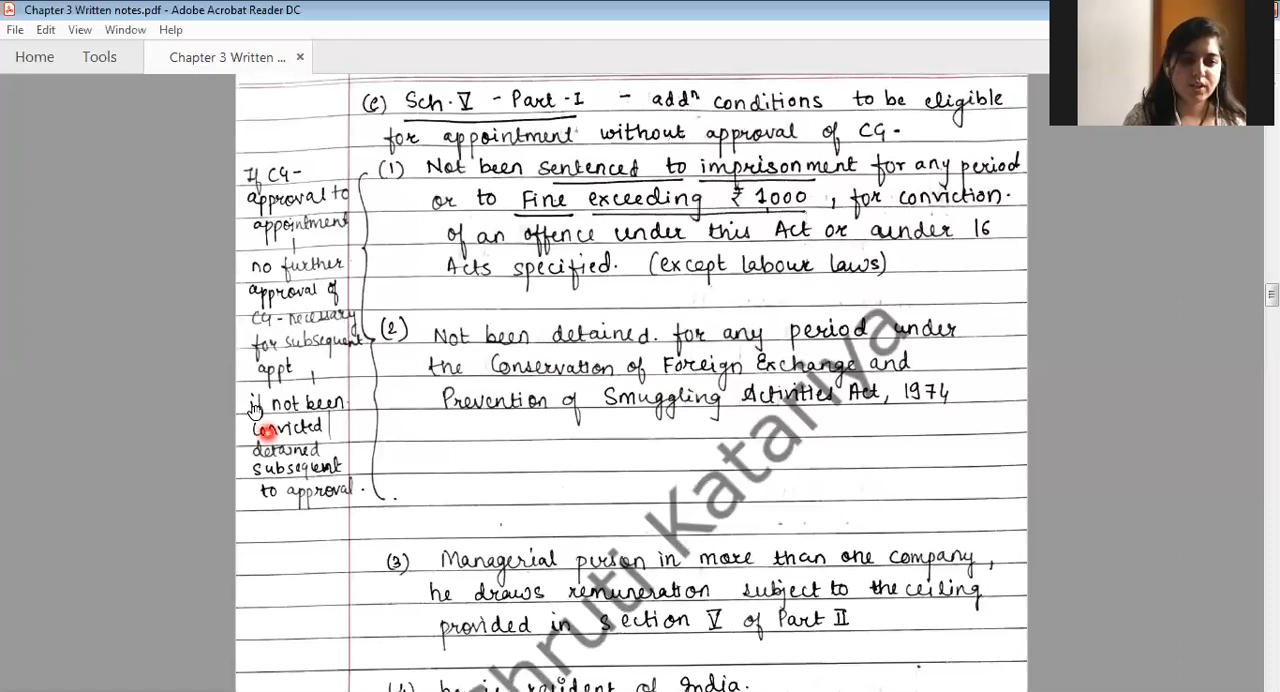 Chapter 3 Written notes.pdf - Adobe Acrobat Reader DC
File Edit View Window Help
Home Tools Chapter 3 Written ... ×
(e) Sch. V - Part - I - addn conditions to be eligible
for appointment without approval of CG -
(1) Not been sentenced to imprisonment for any period
or to Fine exceeding ₹ 1000, for conviction.
of an offence under this Act or under 16
Acts specified. (except labour laws)
If CG -
approval to
appointment
no further
approval of
CG - necessary
for subsequent
appt
if not been
convicted
detained
subsequent
to approval.
(2) Not been detained. for any period under
the Conservation of Foreign Exchange and
Prevention of Smuggling Activities Act, 1974
(3) Managerial person in more than one company,
he draws remuneration subject to the ceiling
provided in section V of Part II
(4) he is resident of India.
Shruti Katariya